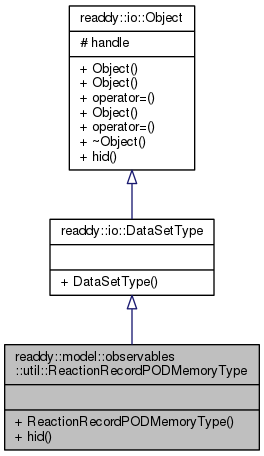 readdy::io::Object
# handle
+ Object()
+ Object()
+ operator=()
+ Object()
+ operator=()
+ ~Object()
+ hid()
readdy::io::DataSetType
+ DataSetType()
readdy::model::observables
::util::ReactionRecordPODMemoryType
+ ReactionRecordPODMemoryType()
+ hid()